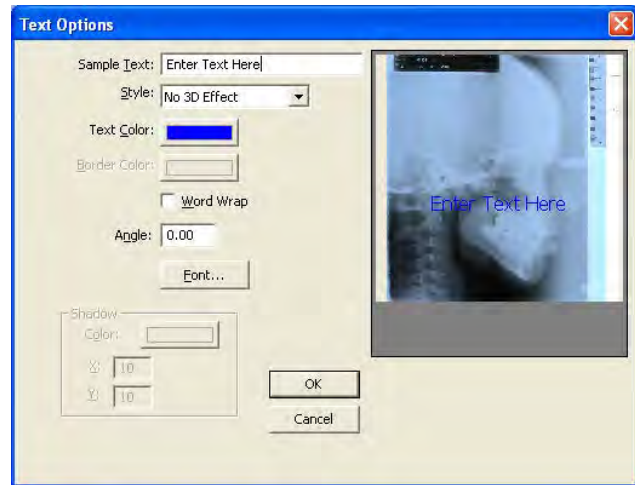 Text Options
Sample Text: Enter Text Here
Style: No 3D Effect
Text Color:
Border Color:
Word Wrap
Angle: 0.00
Font...
Shadow
Color:
X: 10
Y: 10
OK
Cancel
Enter Text Here